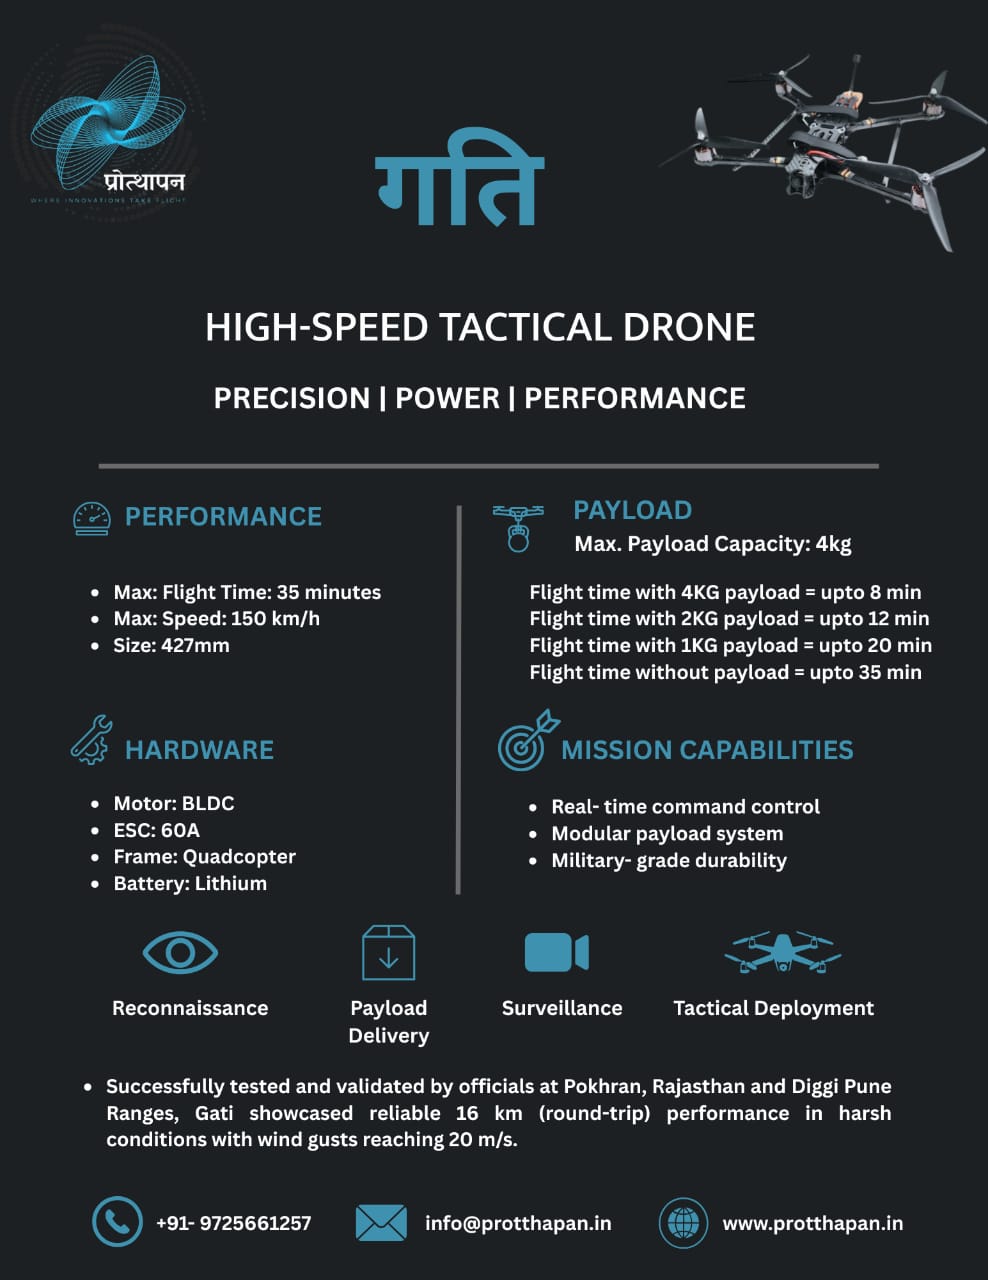 प्रोत्थापन
WHERE INNOVATIONS TAKE FLIGHT
गति
HIGH-SPEED TACTICAL DRONE
PRECISION | POWER | PERFORMANCE
PERFORMANCE
• Max: Flight Time: 35 minutes
• Max: Speed: 150 km/h
• Size: 427mm
PAYLOAD
Max. Payload Capacity: 4kg
Flight time with 4KG payload = upto 8 min
Flight time with 2KG payload = upto 12 min
Flight time with 1KG payload = upto 20 min
Flight time without payload = upto 35 min
HARDWARE
• Motor: BLDC
• ESC: 60A
• Frame: Quadcopter
• Battery: Lithium
MISSION CAPABILITIES
• Real- time command control
• Modular payload system
• Military- grade durability
Reconnaissance
Payload
Delivery
Surveillance
Tactical Deployment
• Successfully tested and validated by officials at Pokhran, Rajasthan and Diggi Pune
Ranges, Gati showcased reliable 16 km (round-trip) performance in harsh
conditions with wind gusts reaching 20 m/s.
+91- 9725661257
info@protthapan.in
www.protthapan.in